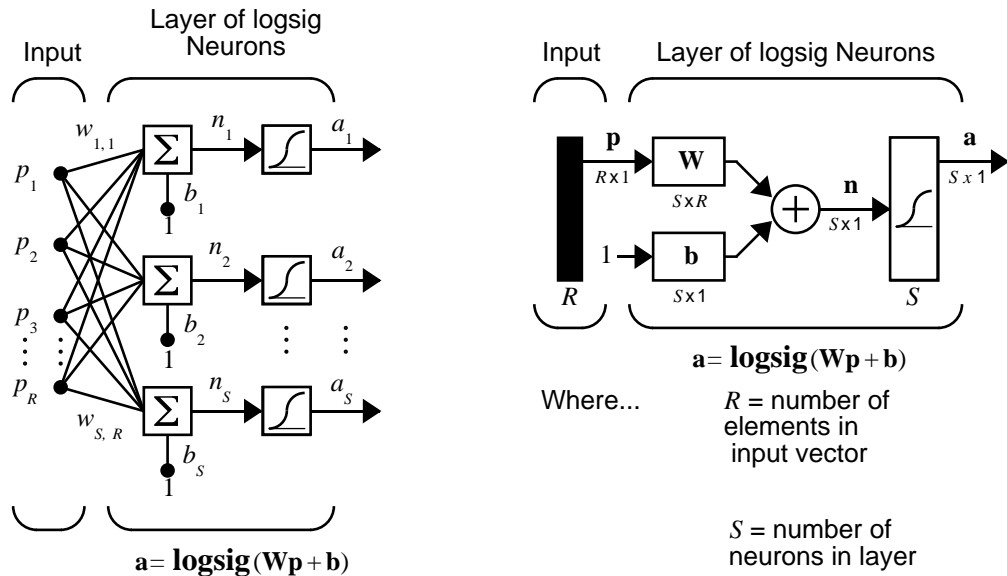 Layer of logsig
Neurons
Input
w1,1
n1
a1
Σ
p1
b1
1
p2
n2
a2
Σ
p3
b2
1
pR
nS
aS
Σ
wS, R
bS
1
a= logsig(Wp+b)
Input
Layer of logsig Neurons
p
W
a
R x 1
S x R
n
S x 1
+
S x 1
1
b
R
S x 1
S
a= logsig(Wp+b)
Where...
R = number of
elements in
input vector
S = number of
neurons in layer